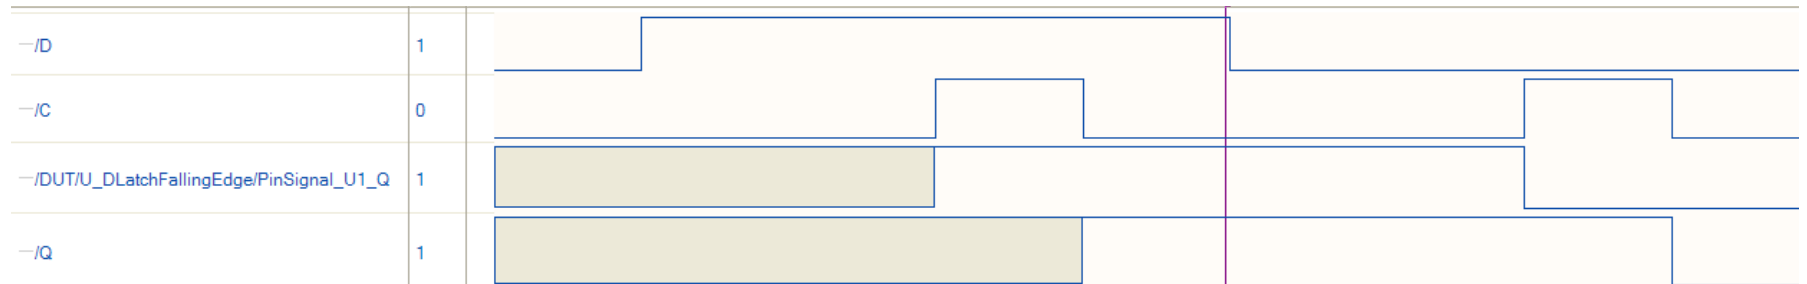 /D 1
/C 0
/DUT/U_DLatchFallingEdge/PinSignal_U1_Q 1
/Q 1